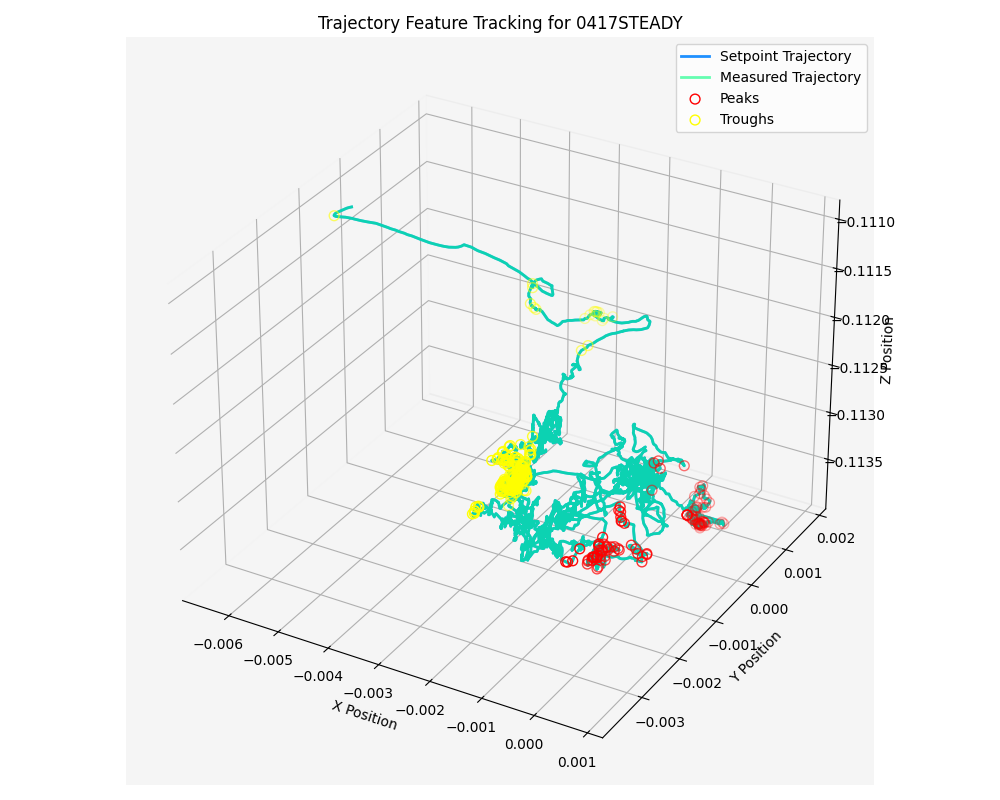 Trajectory Feature Tracking for 0417STEADY
Setpoint Trajectory
Measured Trajectory
Peaks
Troughs
−0.1110
−0.1115
−0.1120
−0.1125
−0.1130
−0.1135
Z Position
0.002
0.001
0.000
−0.001
−0.002
−0.003
Y Position
−0.006
−0.005
−0.004
−0.003
−0.002
−0.001
0.000
0.001
X Position